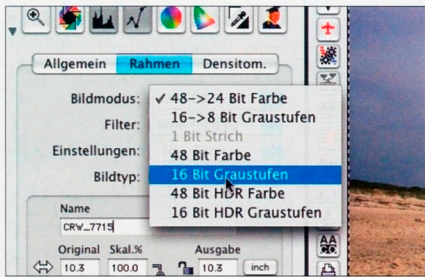 Allgemein Rahmen Densitom.
Bildmodus: ✓ 48->24 Bit Farbe
16->8 Bit Graustufen
Filter: 1 Bit Strich
Einstellungen: 48 Bit Farbe
Bildtyp: 16 Bit Graustufen
48 Bit HDR Farbe
16 Bit HDR Graustufen
Name
CRW_7715
Original Skal.% Ausgabe
10.3 100.0 10.3 inch
AA
CC